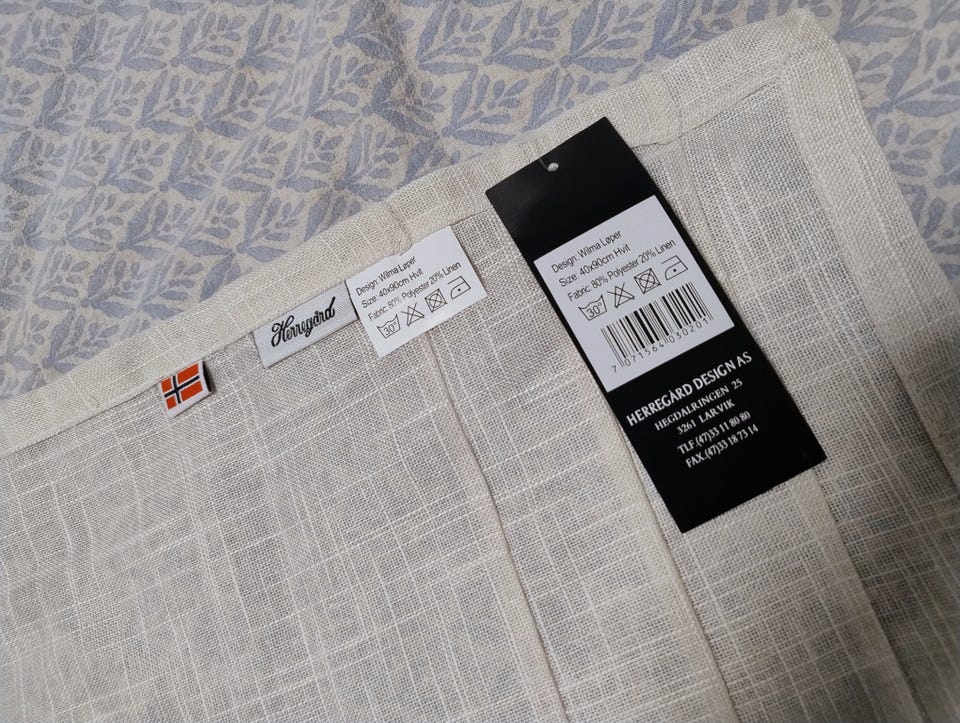 Herregård
Design: Wilma Løper
Size: 40x90cm Hvit
Fabric: 80% Polyester 20% Linen
30°
Design: Wilma Løper
Size: 40x90cm Hvit
Fabric: 80% Polyester 20% Linen
30°
7 071564 030201
HERREGÅRD DESIGN AS
HEGDALRINGEN 25
3261 LARVIK
TLF.(47)33 11 80 80
FAX.(47)33 18 73 14